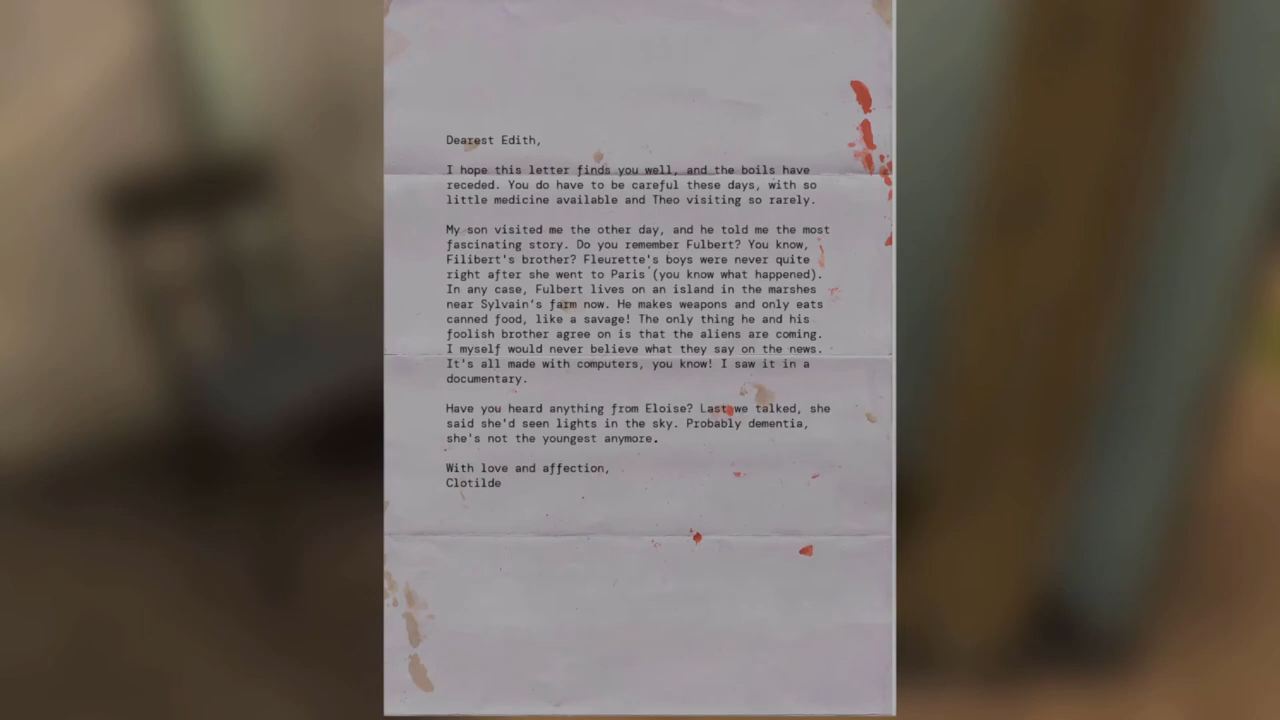 Dearest Edith,
I hope this letter finds you well, and the boils have
receded. You do have to be careful these days, with so
little medicine available and Theo visiting so rarely.
My son visited me the other day, and he told me the most
fascinating story. Do you remember Fulbert? You know,
Filibert's brother? Fleurette's boys were never quite
right after she went to Paris (you know what happened).
In any case, Fulbert lives on an island in the marshes
near Sylvain's farm now. He makes weapons and only eats
canned food, like a savage! The only thing he and his
foolish brother agree on is that the aliens are coming.
I myself would never believe what they say on the news.
It's all made with computers, you know! I saw it in a
documentary.
Have you heard anything from Eloise? Last we talked, she
said she'd seen lights in the sky. Probably dementia,
she's not the youngest anymore.
With love and affection,
Clotilde